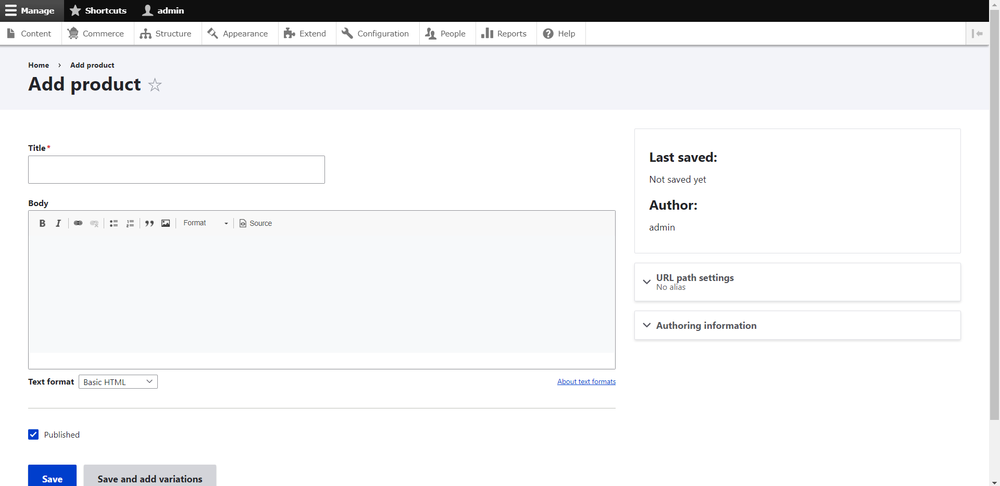 Manage Shortcuts admin
Content Commerce Structure Appearance Extend Configuration People Reports Help
Home › Add product
Add product
Title*
Body
B I Format Source
Text format Basic HTML About text formats
Published
Save Save and add variations
Last saved:
Not saved yet
Author:
admin
URL path settings
No alias
Authoring information